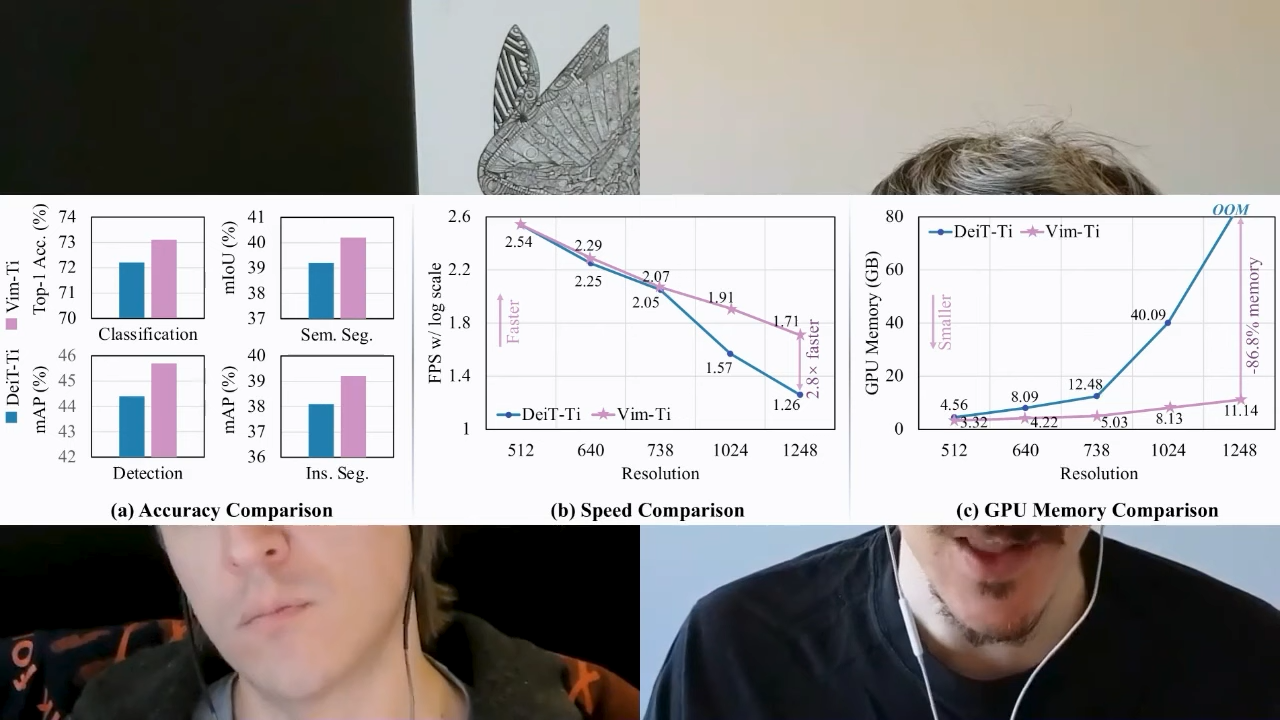 DeiT-Ti Vim-Ti
Top-1 Acc. (%)
74
73
72
71
70
Classification
mIoU (%)
41
40
39
38
37
Sem. Seg.
mAP (%)
46
45
44
43
42
Detection
mAP (%)
40
39
38
37
36
Ins. Seg.
(a) Accuracy Comparison
FPS w/ log scale
2.6
2.2
1.8
1.4
1
2.54
2.29
2.25
2.07
2.05
1.91
1.71
1.57
1.26
Faster
2.8× faster
DeiT-Ti Vim-Ti
512 640 738 1024 1248
Resolution
(b) Speed Comparison
GPU Memory (GB)
80
60
40
20
0
OOM
DeiT-Ti Vim-Ti
Smaller
-86.8% memory
40.09
12.48
8.09
4.56
3.32
4.22
5.03
8.13
11.14
512 640 738 1024 1248
Resolution
(c) GPU Memory Comparison